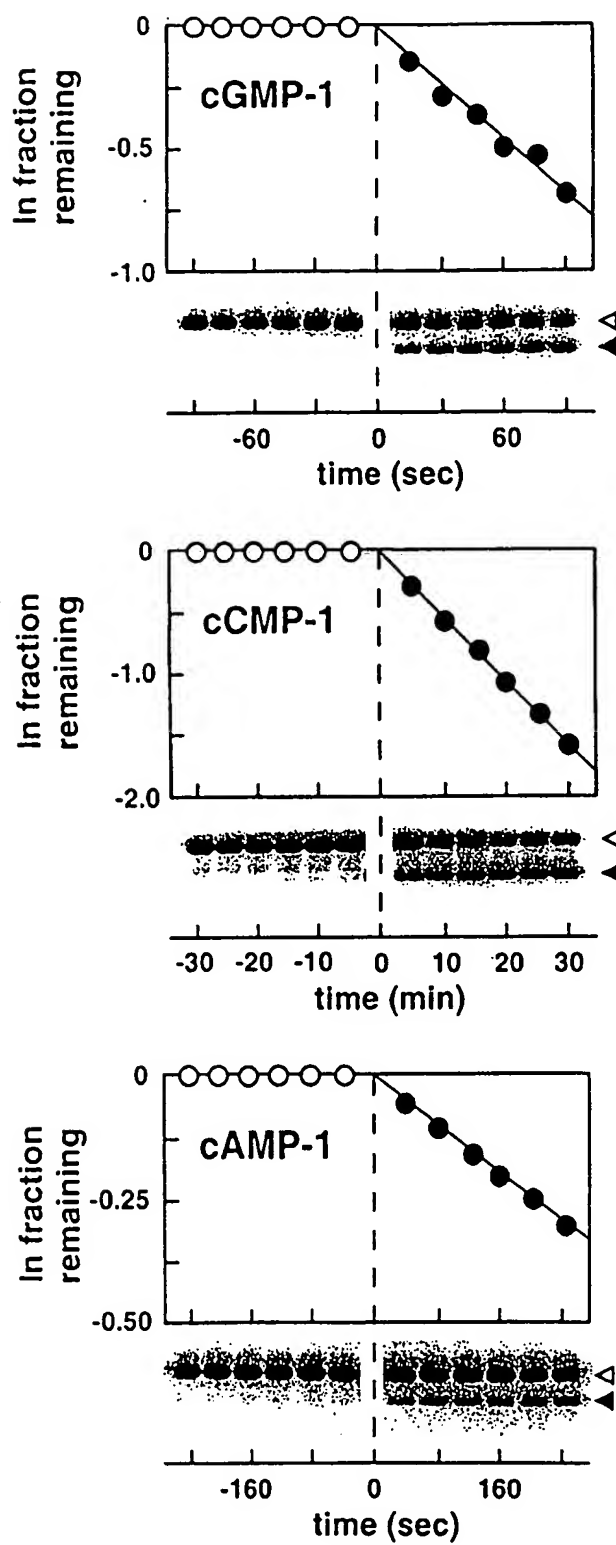 ln fraction
remaining
0
-0.5
-1.0
cGMP-1
-60
0
60
time (sec)
ln fraction
remaining
0
-1.0
-2.0
cCMP-1
-30
-20
-10
0
10
20
30
time (min)
ln fraction
remaining
0
-0.25
-0.50
cAMP-1
-160
0
160
time (sec)